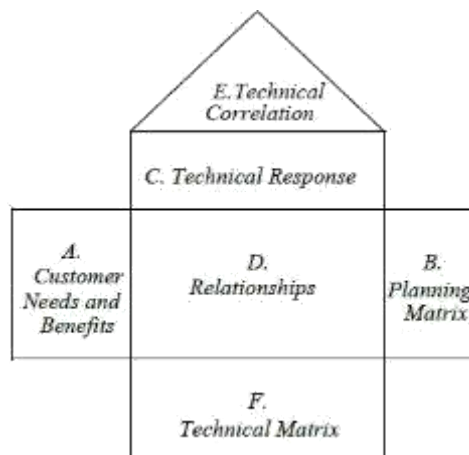 E. Technical
Correlation
C. Technical Response
A.
Customer
Needs and
Benefits
D.
Relationships
B.
Planning
Matrix
F.
Technical Matrix